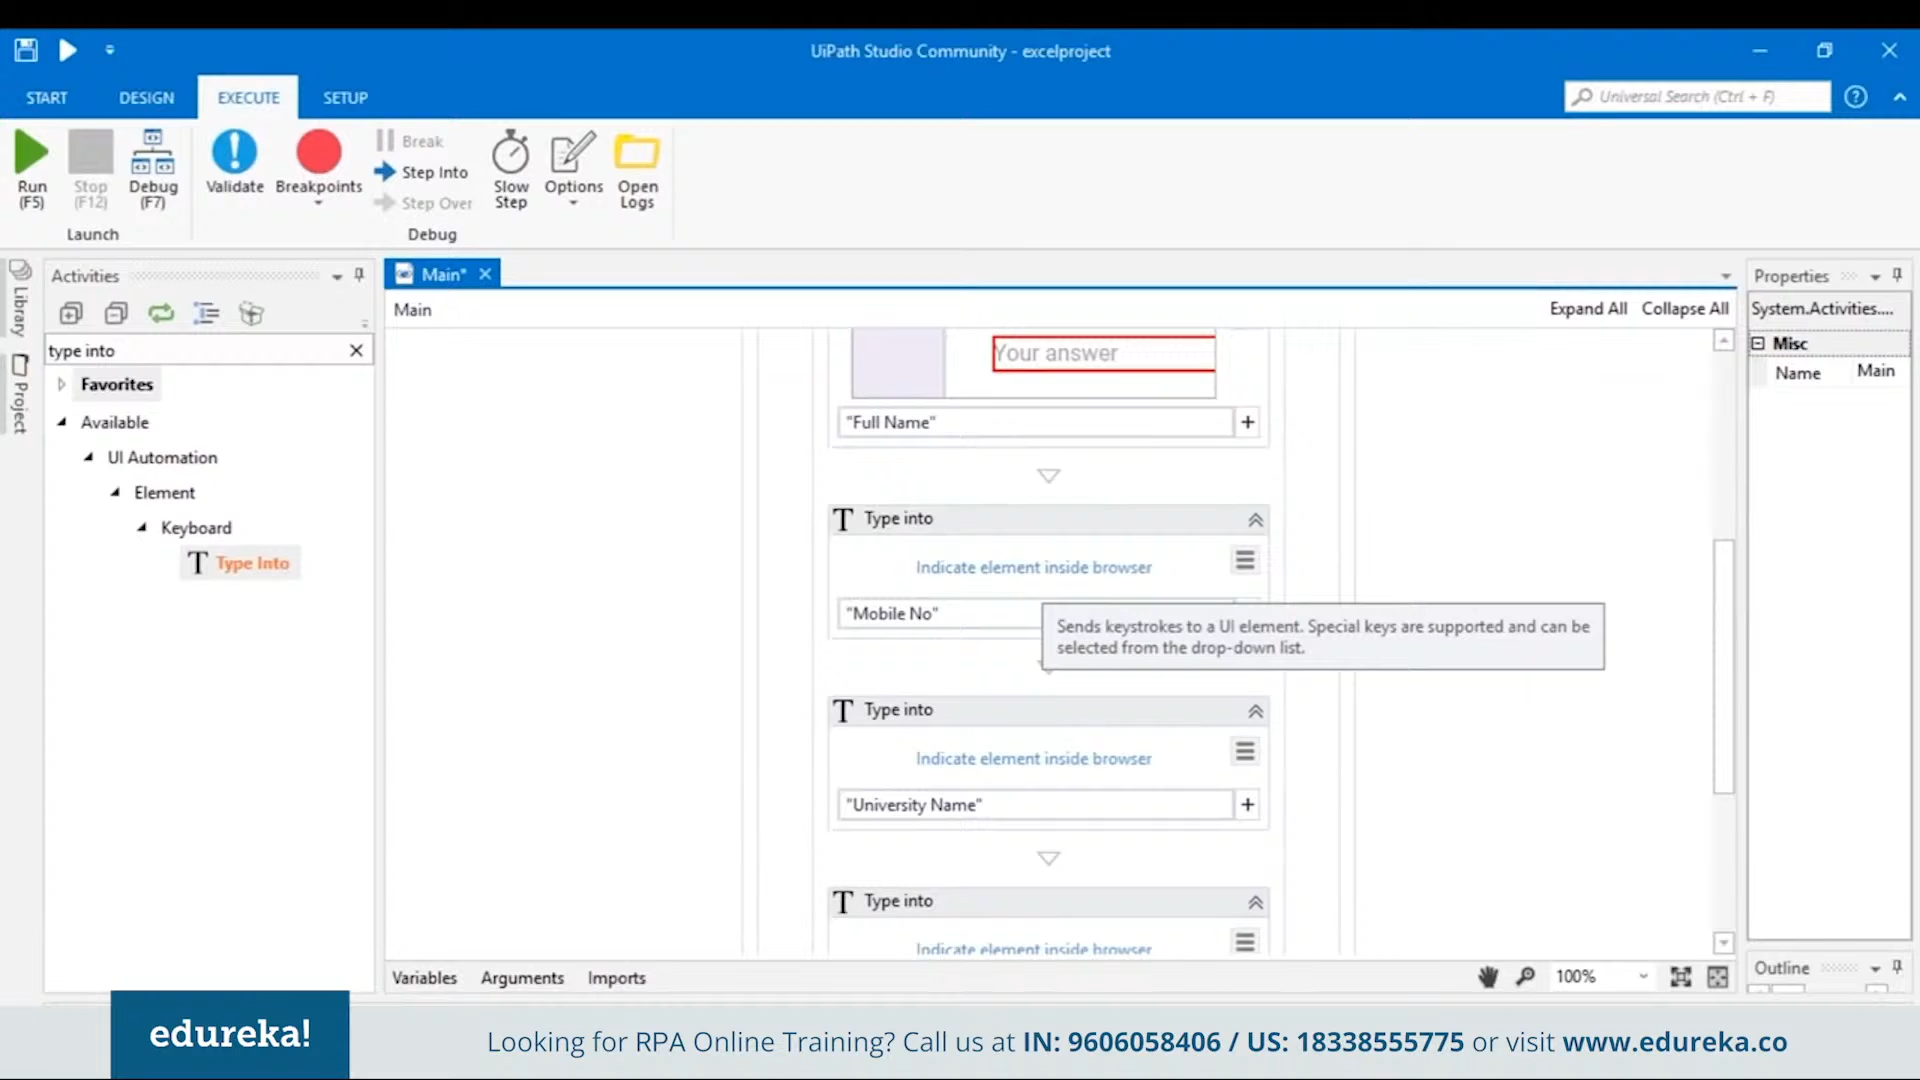 UiPath Studio Community - excelproject
START DESIGN EXECUTE SETUP
Universal Search (Ctrl + F)
Run
(F5)
Stop
(F12)
Debug
(F7)
Launch
Validate
Breakpoints
Break
Step Into
Step Over
Slow
Step
Options
Open
Logs
Debug
Library
Project
Activities
type into
Favorites
Available
UI Automation
Element
Keyboard
T Type Into
Main*
Main
Expand All Collapse All
Your answer
"Full Name" +
T Type into
Indicate element inside browser
"Mobile No"
Sends keystrokes to a UI element. Special keys are supported and can be
selected from the drop-down list.
T Type into
Indicate element inside browser
"University Name" +
T Type into
Indicate element inside browser
Variables Arguments Imports
100%
Properties
System.Activities....
Misc
Name Main
Outline
edureka!
Looking for RPA Online Training? Call us at IN: 9606058406 / US: 18338555775 or visit www.edureka.co